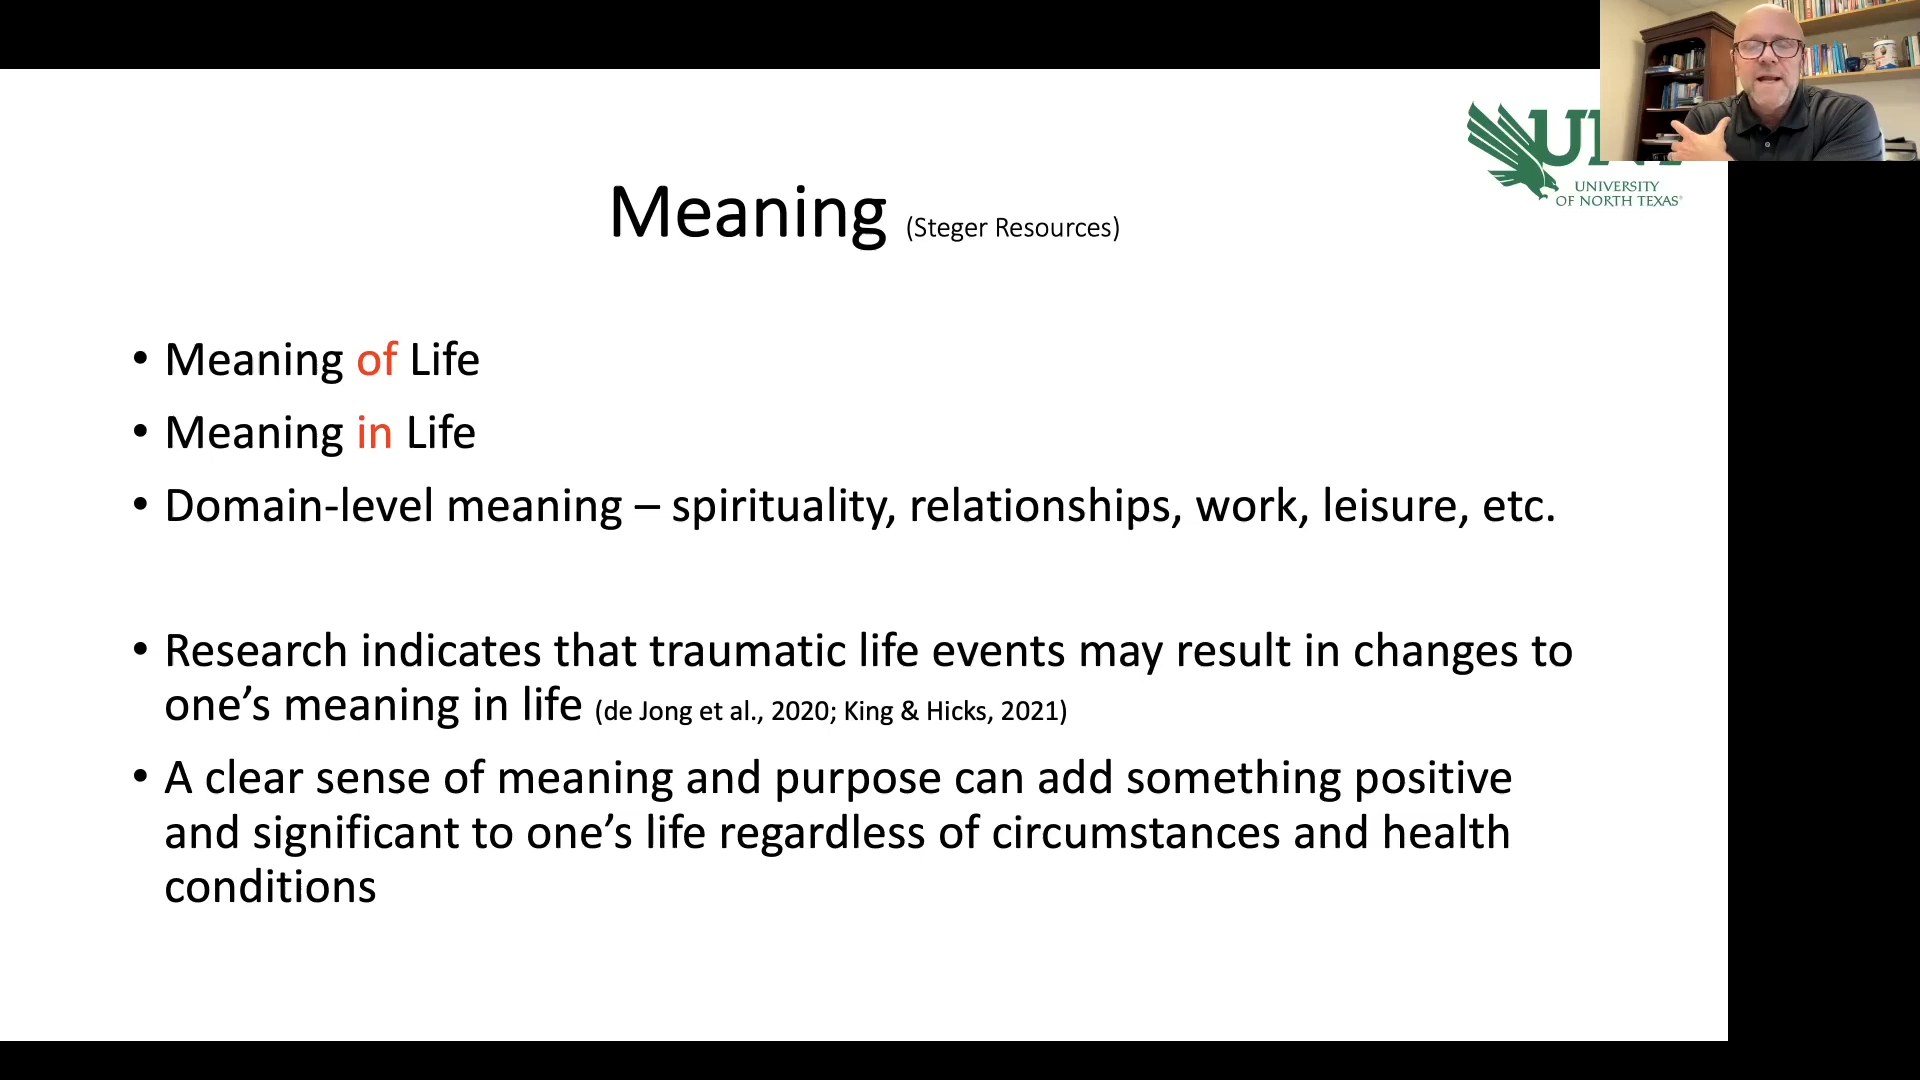 UNIVERSITY
OF NORTH TEXAS®
Meaning (Steger Resources)
• Meaning of Life
• Meaning in Life
• Domain-level meaning – spirituality, relationships, work, leisure, etc.
• Research indicates that traumatic life events may result in changes to
one’s meaning in life (de Jong et al., 2020; King & Hicks, 2021)
• A clear sense of meaning and purpose can add something positive
and significant to one’s life regardless of circumstances and health
conditions